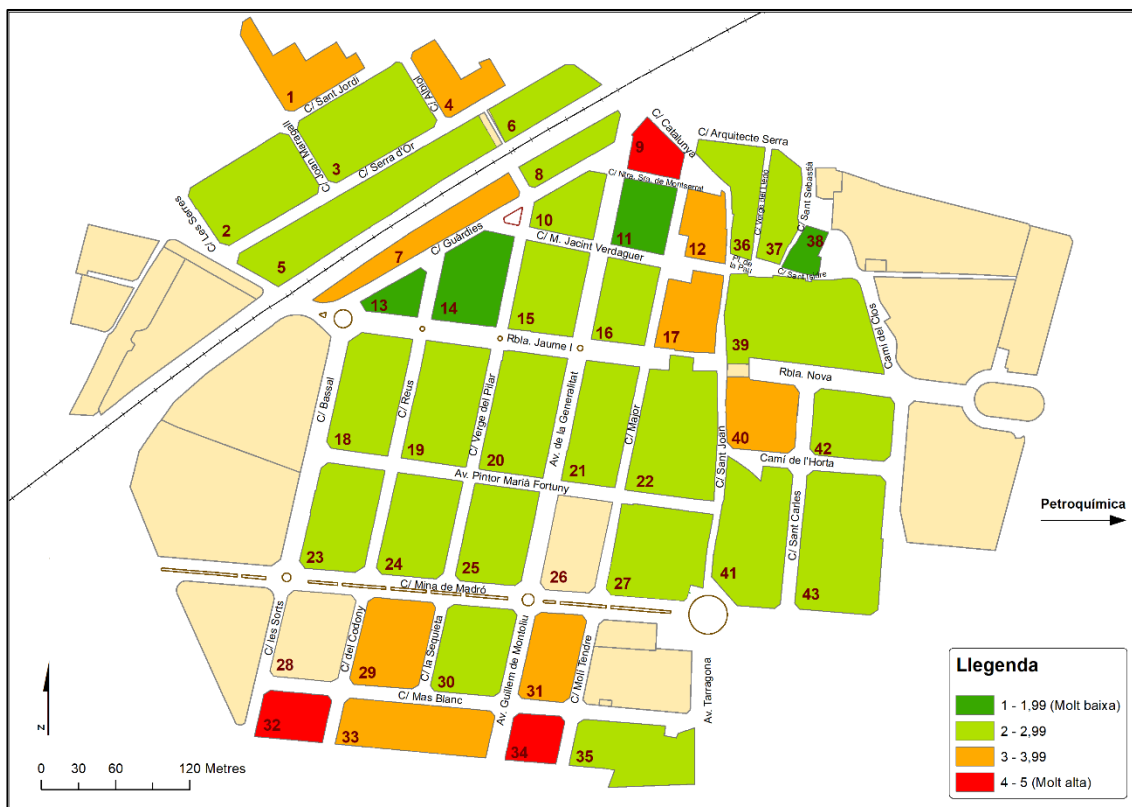 1
C/ Sant Jordi
C/ Albiol
4
C/ Joan Maragall
3
C/ Serra d'Or
6
C/ Catalunya
9
C/ Arquitecte Serra
C/ Les Serres
2
5
8
C/ Ntra. Sra. de Montserrat
C/ Verge del Lledó
C/ Sant Sebastià
7
C/ Guàrdies
10
C/ M. Jacint Verdaguer
11
12
36
37
38
Pl. de
la Pau
C/ Sant Isidre
13
14
15
16
17
39
Camí del Clos
Rbla. Jaume I
Rbla. Nova
C/ Bassal
C/ Reus
C/ Verge del Pilar
Av. de la Generalitat
C/ Major
C/ Sant Joan
18
19
20
21
22
40
42
Camí de l'Horta
Av. Pintor Marià Fortuny
C/ Sant Carles
Petroquímica
23
24
25
26
27
41
43
C/ Mina de Madró
C/ les Sorts
C/ del Codony
C/ la Sequieta
Av. Guillem de Montoliu
C/ Molí Tendre
Av. Tarragona
28
29
30
31
C/ Mas Blanc
32
33
34
35
N
0 30 60 120 Metres
Llegenda
1 - 1,99 (Molt baixa)
2 - 2,99
3 - 3,99
4 - 5 (Molt alta)